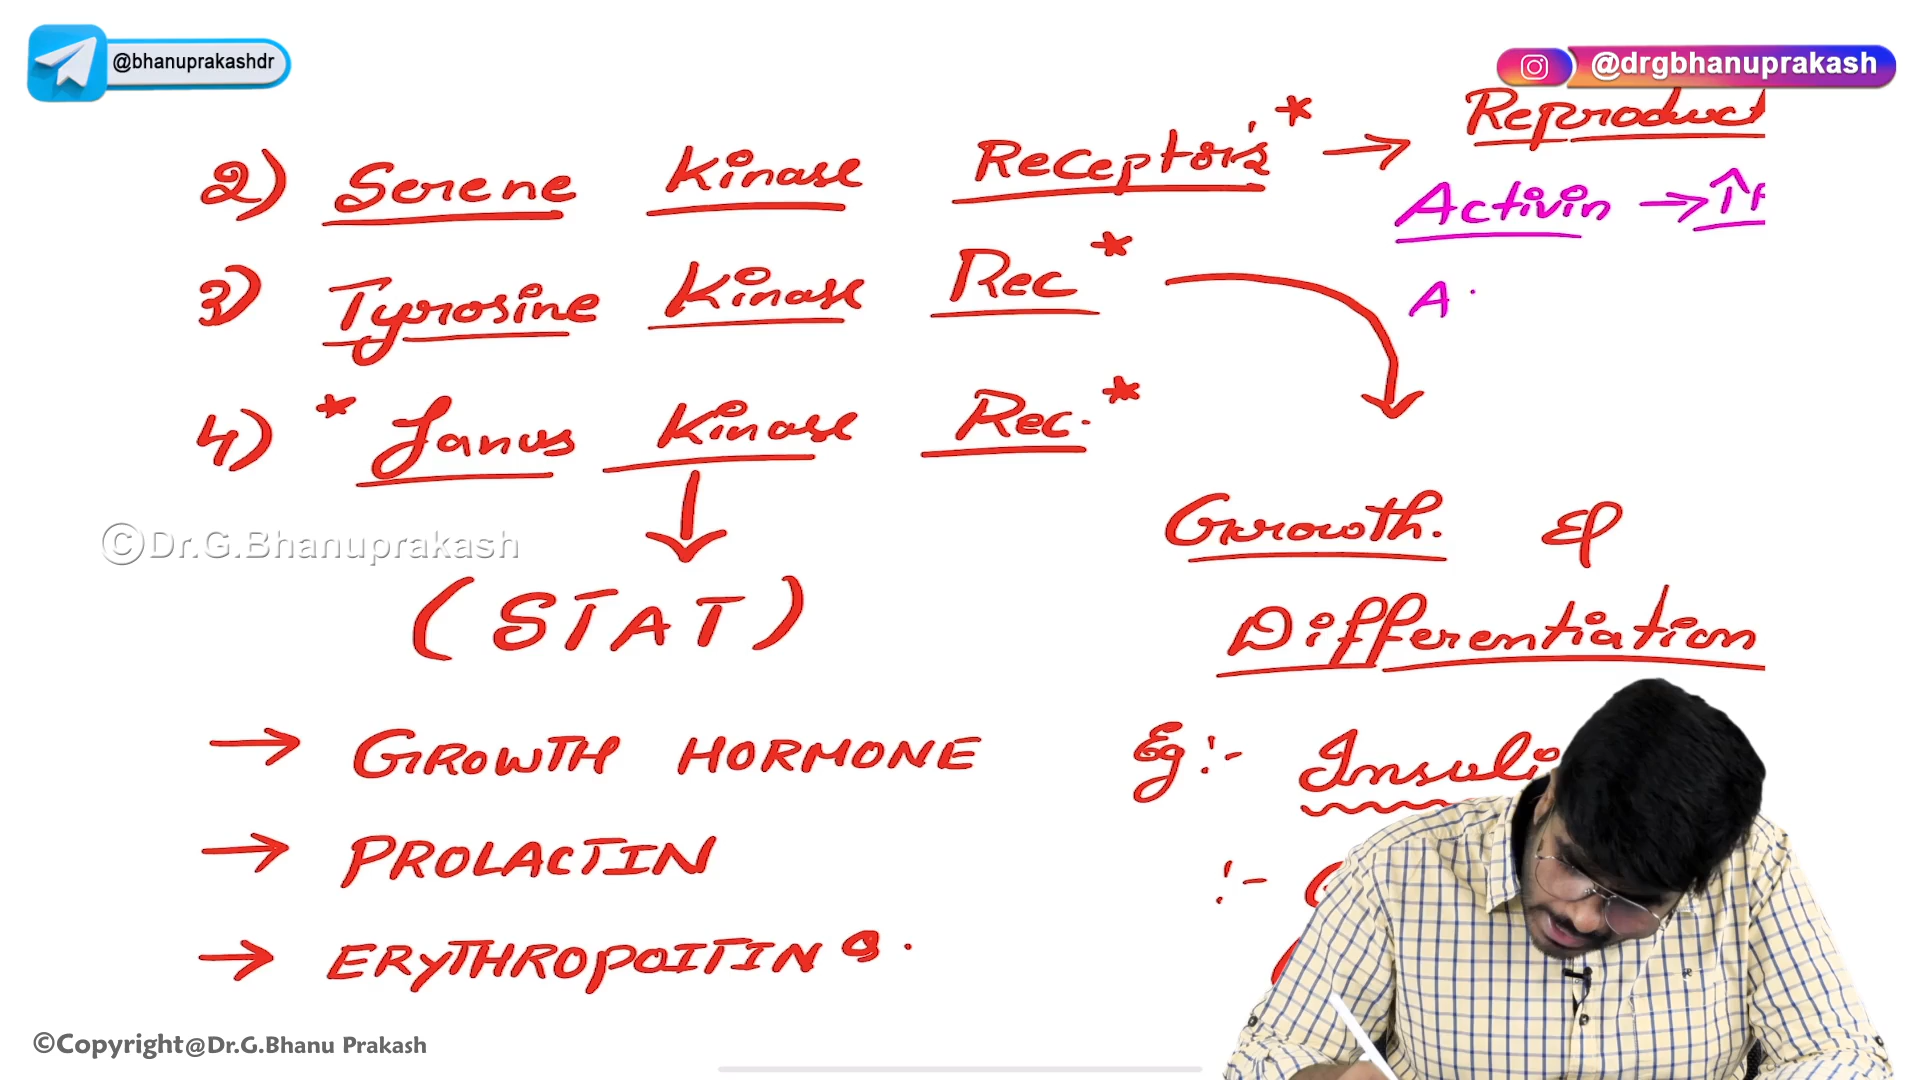 @bhanuprakashdr
@drgbhanuprakash
2) Serene Kinase Receptors* → Reproduct
Activin → ↑F
A
3) Tyrosine Kinase Rec*
4) * Janus Kinase Rec.*
©Dr.G.Bhanuprakash
(STAT)
Growth. &
Differentiation
→ GROWTH HORMONE
Eg:- Insuli
→ PROLACTIN
:-
→ ERYTHROPOITIN
©Copyright@Dr.G.Bhanu Prakash